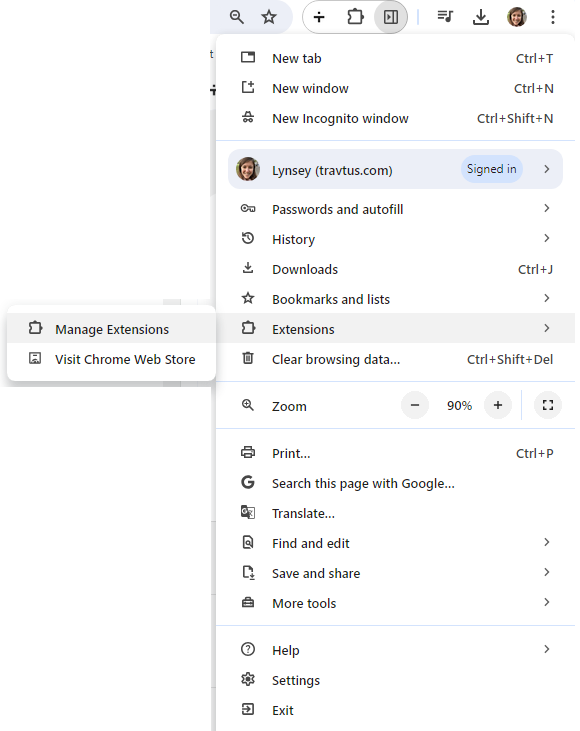 New tab Ctrl+T
New window Ctrl+N
New Incognito window Ctrl+Shift+N
Lynsey (travtus.com) Signed in
Passwords and autofill
History
Downloads Ctrl+J
Bookmarks and lists
Manage Extensions
Extensions
Visit Chrome Web Store
Clear browsing data... Ctrl+Shift+Del
Zoom − 90% +
Print... Ctrl+P
Search this page with Google...
Translate...
Find and edit
Save and share
More tools
Help
Settings
Exit